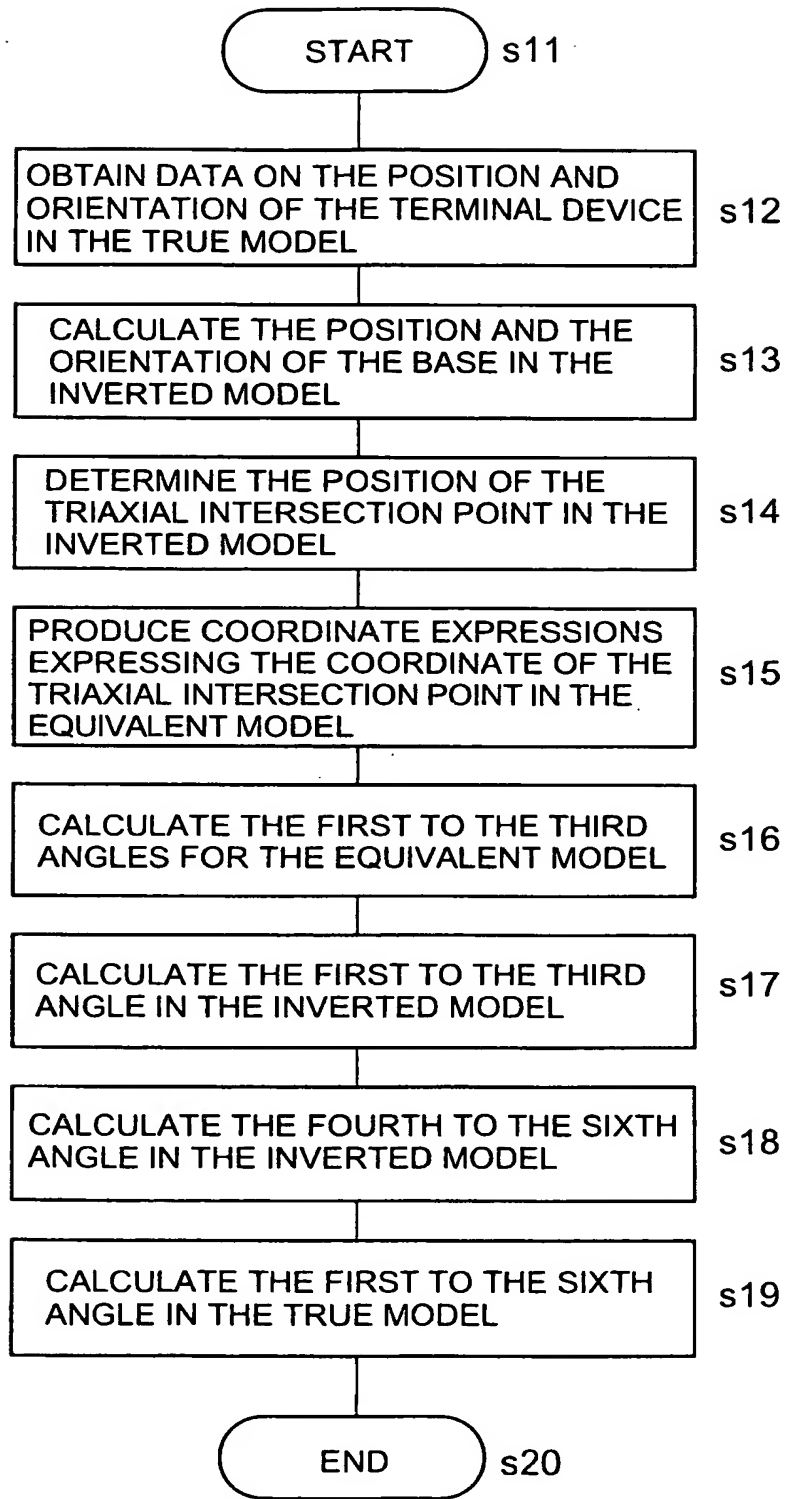 START s11
OBTAIN DATA ON THE POSITION AND
ORIENTATION OF THE TERMINAL DEVICE
IN THE TRUE MODEL
s12
CALCULATE THE POSITION AND THE
ORIENTATION OF THE BASE IN THE
INVERTED MODEL
s13
DETERMINE THE POSITION OF THE
TRIAXIAL INTERSECTION POINT IN THE
INVERTED MODEL
s14
PRODUCE COORDINATE EXPRESSIONS
EXPRESSING THE COORDINATE OF THE
TRIAXIAL INTERSECTION POINT IN THE
EQUIVALENT MODEL
s15
CALCULATE THE FIRST TO THE THIRD
ANGLES FOR THE EQUIVALENT MODEL
s16
CALCULATE THE FIRST TO THE THIRD
ANGLE IN THE INVERTED MODEL
s17
CALCULATE THE FOURTH TO THE SIXTH
ANGLE IN THE INVERTED MODEL
s18
CALCULATE THE FIRST TO THE SIXTH
ANGLE IN THE TRUE MODEL
s19
END s20